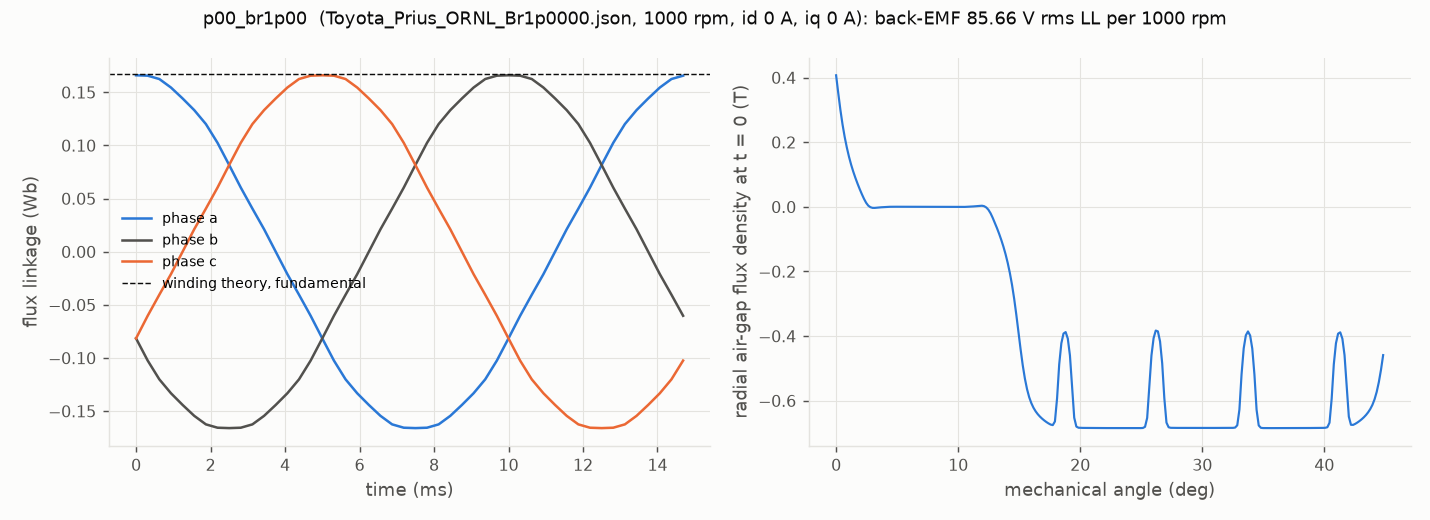 p00_br1p00  (Toyota_Prius_ORNL_Br1p0000.json, 1000 rpm, id 0 A, iq 0 A): back-EMF 85.66 V rms LL per 1000 rpm
flux linkage (Wb)
0.15
0.10
0.05
0.00
−0.05
−0.10
−0.15
phase a
phase b
phase c
winding theory, fundamental
0
2
4
6
8
10
12
14
time (ms)
radial air-gap flux density at t = 0 (T)
0.4
0.2
0.0
−0.2
−0.4
−0.6
0
10
20
30
40
mechanical angle (deg)